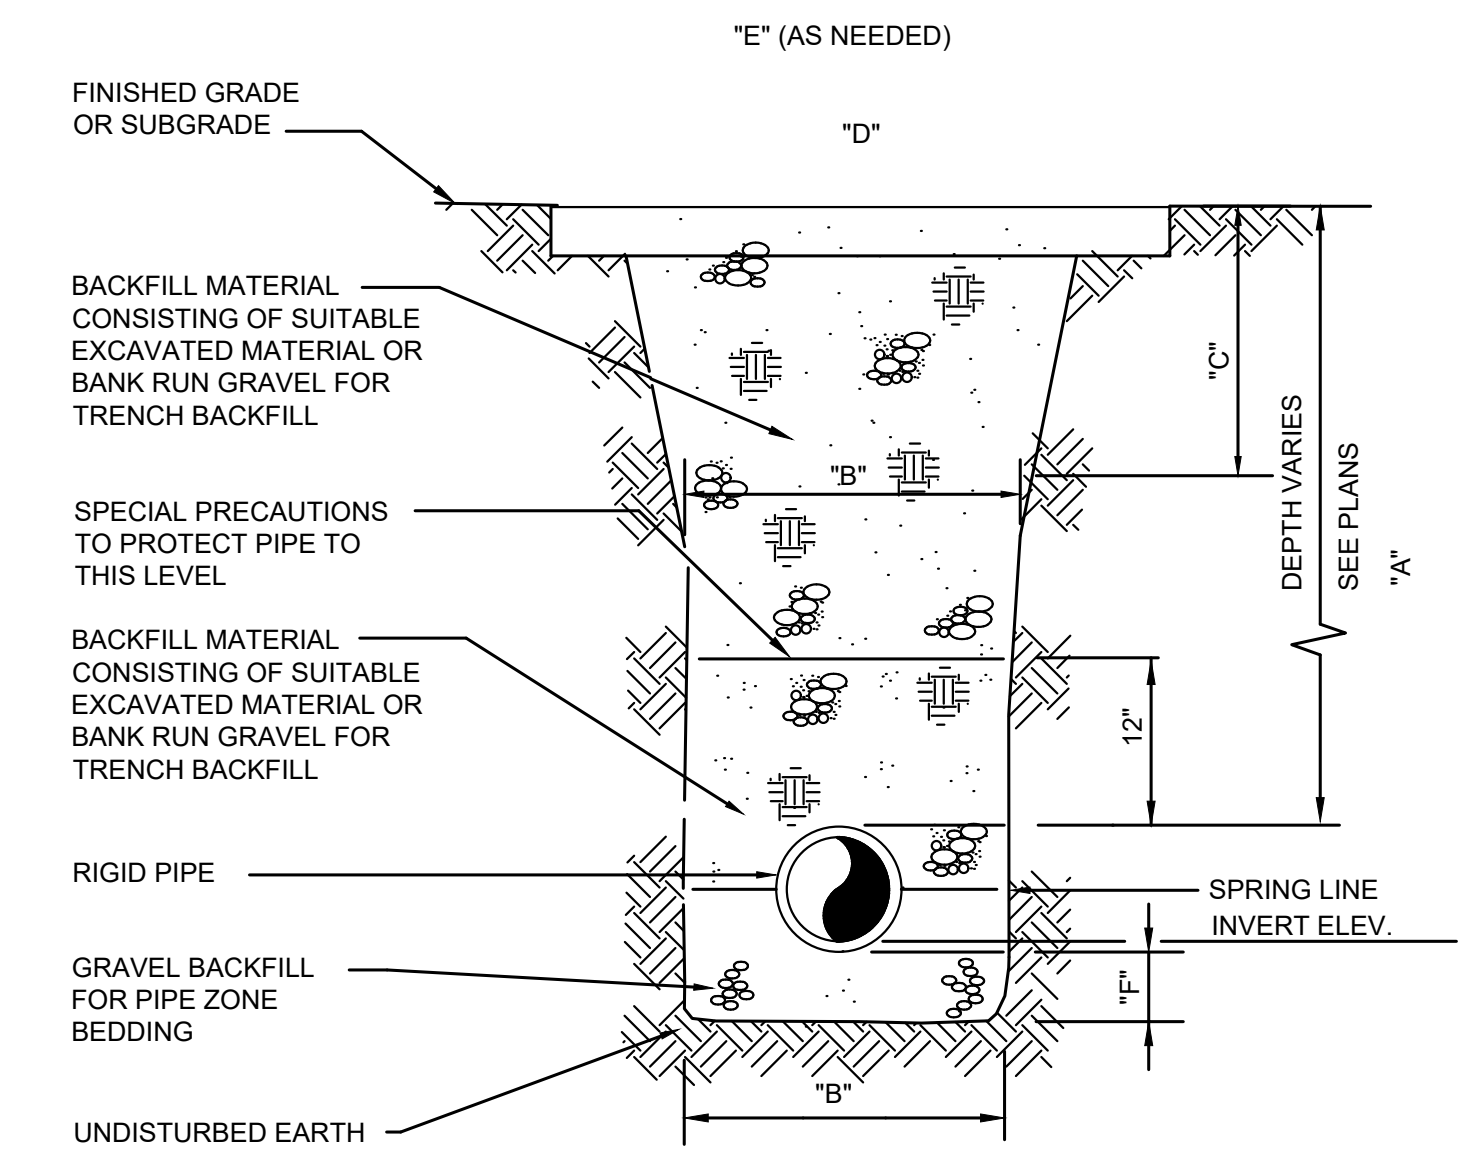 "E" (AS NEEDED)
FINISHED GRADE
OR SUBGRADE
"D"
BACKFILL MATERIAL
CONSISTING OF SUITABLE
EXCAVATED MATERIAL OR
BANK RUN GRAVEL FOR
TRENCH BACKFILL
"C"
DEPTH VARIES
SEE PLANS
"A"
"B"
SPECIAL PRECAUTIONS
TO PROTECT PIPE TO
THIS LEVEL
BACKFILL MATERIAL
CONSISTING OF SUITABLE
EXCAVATED MATERIAL OR
BANK RUN GRAVEL FOR
TRENCH BACKFILL
12"
RIGID PIPE
SPRING LINE
INVERT ELEV.
GRAVEL BACKFILL
FOR PIPE ZONE
BEDDING
"F"
"B"
UNDISTURBED EARTH